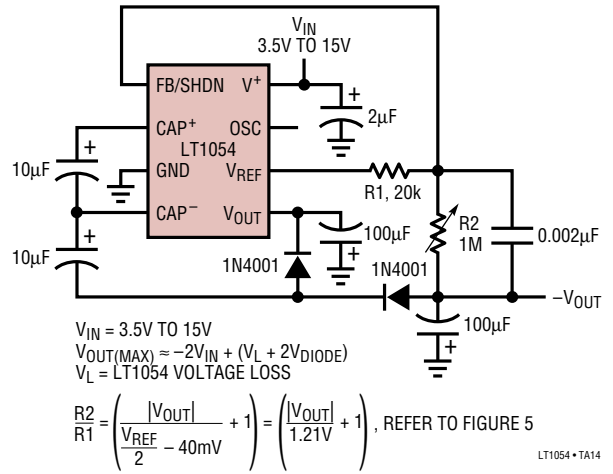 V_IN
3.5V TO 15V
FB/SHDN V⁺
+
2µF
CAP⁺ OSC
LT1054
10µF +
GND V_REF
R1, 20k
R2
1M
0.002µF
CAP⁻ V_OUT
+
100µF
10µF +
1N4001
1N4001
–V_OUT
100µF
+
V_IN = 3.5V TO 15V
V_OUT(MAX) ≈ –2V_IN + (V_L + 2V_DIODE)
V_L = LT1054 VOLTAGE LOSS
R2/R1 = (|V_OUT| / (V_REF/2 – 40mV) + 1) = (|V_OUT|/1.21V + 1), REFER TO FIGURE 5
LT1054 • TA14